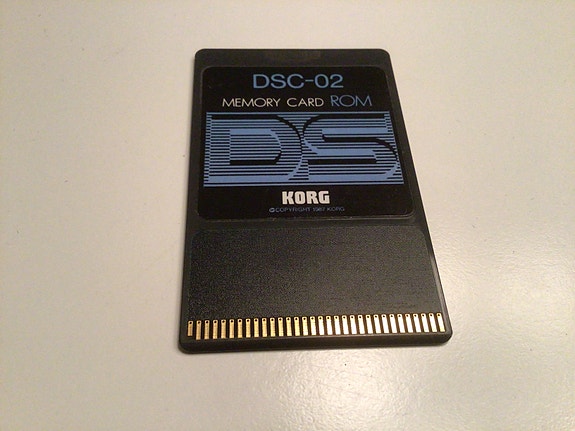 DSC-02
MEMORY CARD ROM
DS
KORG
©COPYRIGHT 1987 KORG